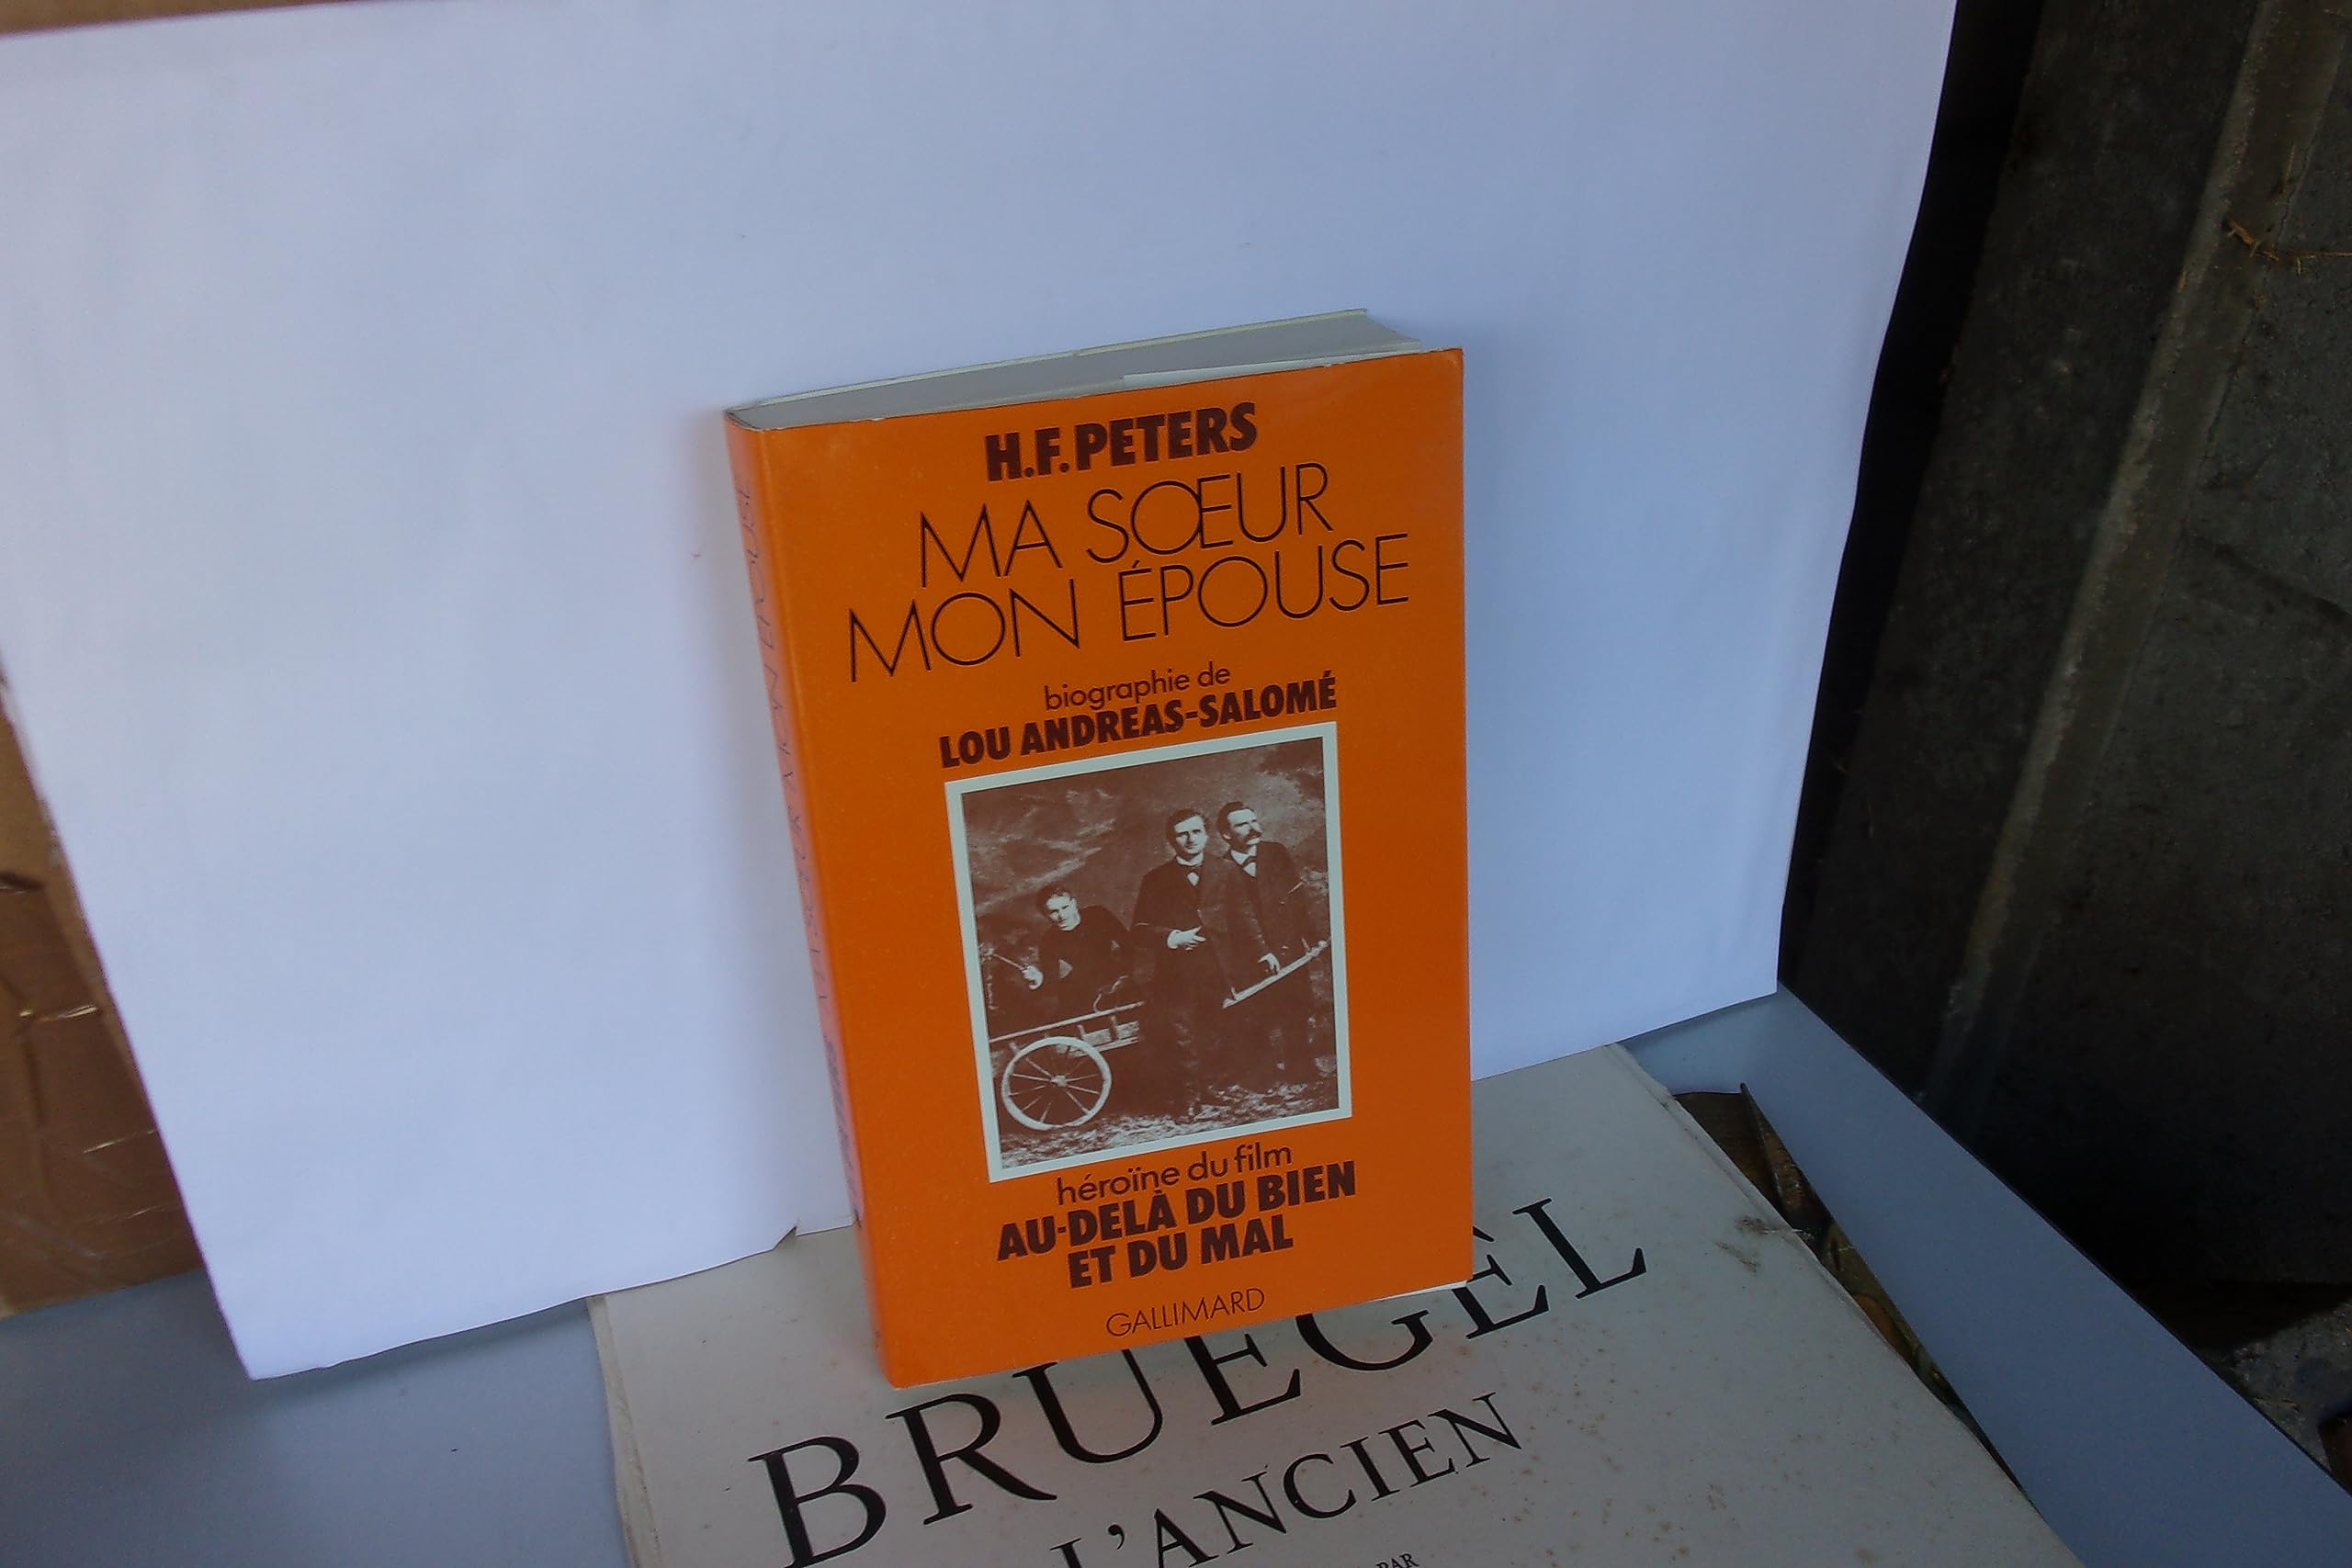 H.F. PETERS
MA SŒUR
MON ÉPOUSE
biographie de
LOU ANDREAS-SALOMÉ
héroïne du film
AU-DELÀ DU BIEN
ET DU MAL
GALLIMARD
BRUEGEL
L'ANCIEN
PAR